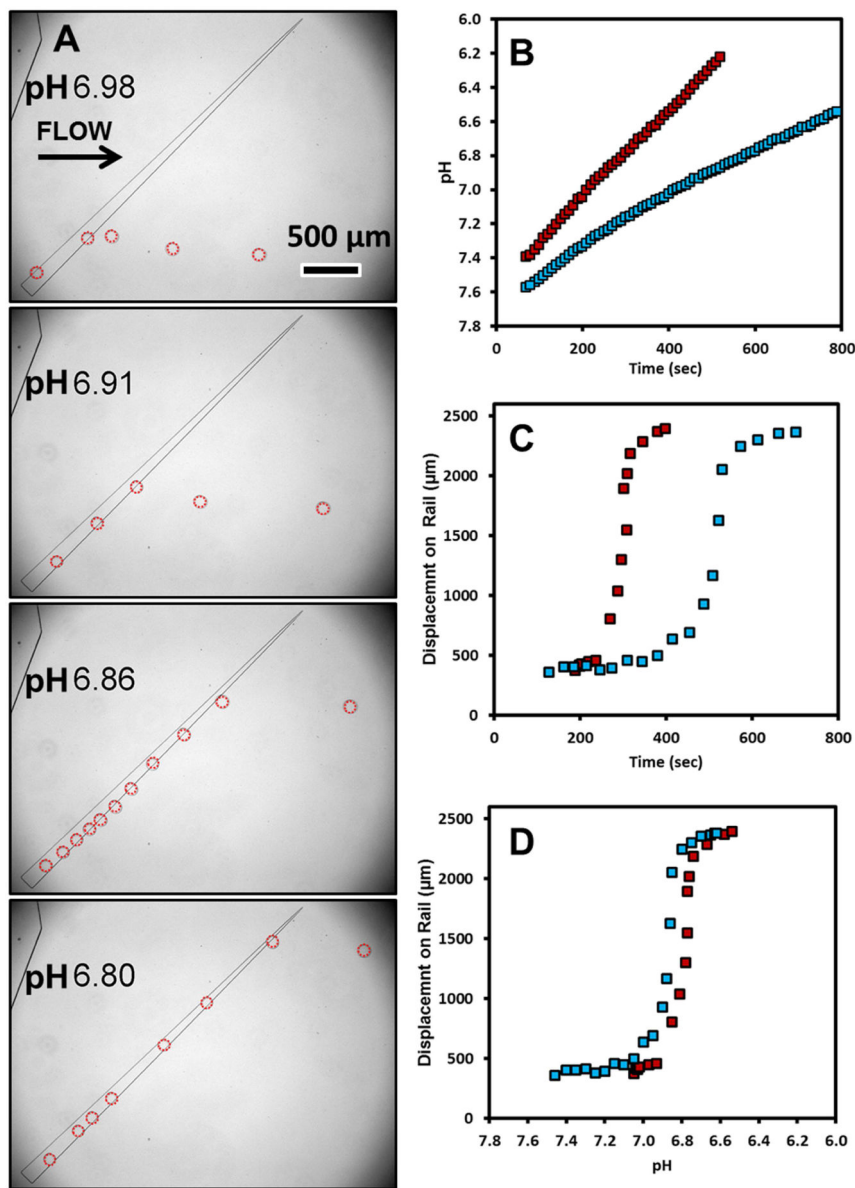 A
pH 6.98
FLOW
500 µm
pH 6.91
pH 6.86
pH 6.80
B
6.0
6.2
6.4
6.6
6.8
7.0
7.2
7.4
7.6
7.8
pH
0 200 400 600 800
Time (sec)
C
2500
2000
1500
1000
500
0
Displacemnt on Rail (µm)
0 200 400 600 800
Time (sec)
D
2500
2000
1500
1000
500
0
Displacemnt on Rail (µm)
7.8 7.6 7.4 7.2 7.0 6.8 6.6 6.4 6.2 6.0
pH